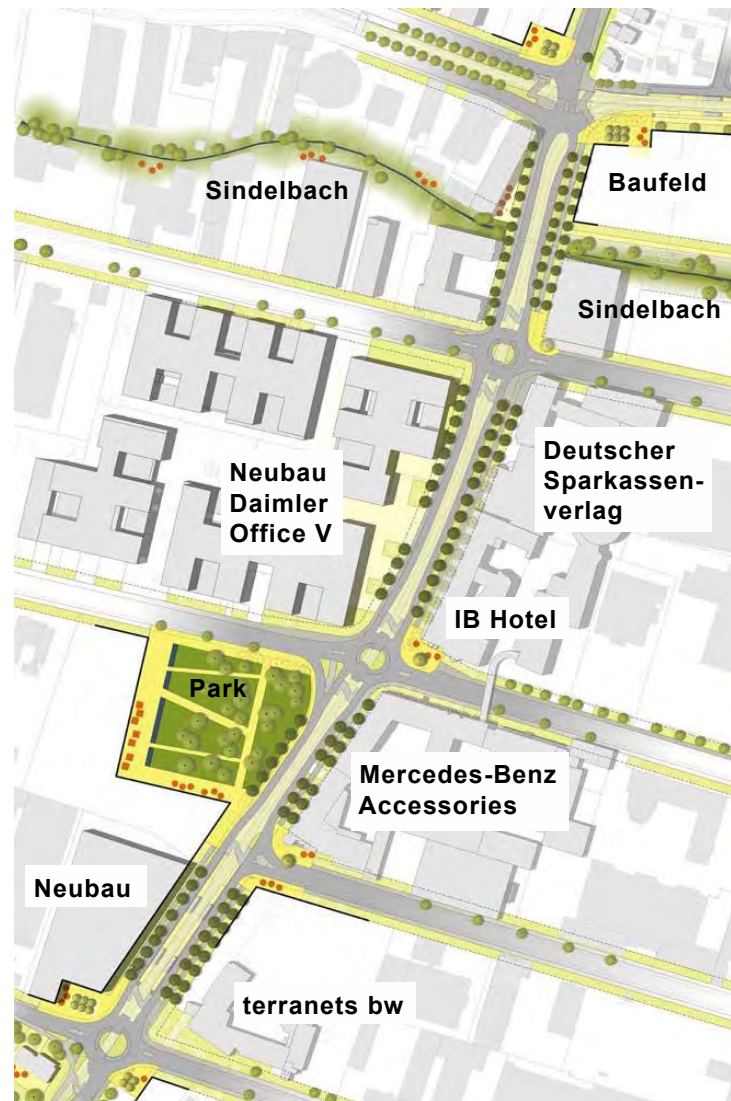 Sindelbach
Baufeld
Sindelbach
Neubau
Daimler
Office V
Deutscher
Sparkassen-
verlag
IB Hotel
Park
Mercedes-Benz
Accessories
Neubau
terranets bw